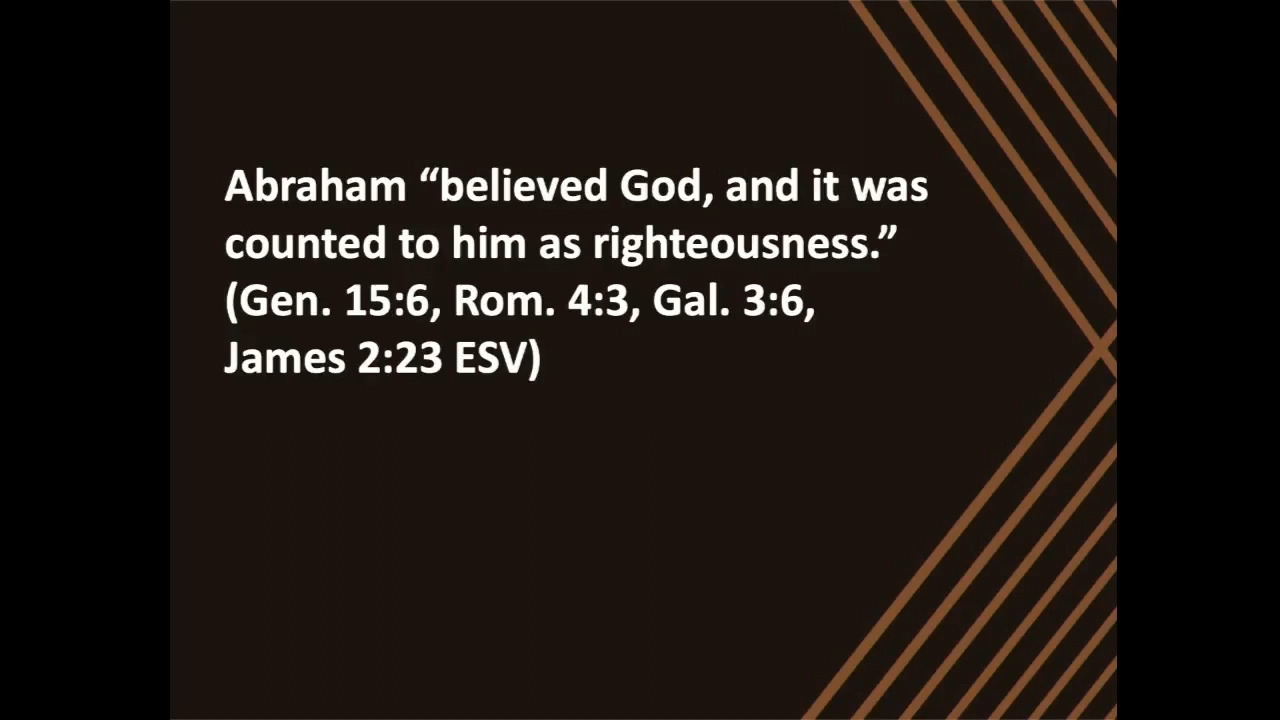 Abraham “believed God, and it was
counted to him as righteousness.”
(Gen. 15:6, Rom. 4:3, Gal. 3:6,
James 2:23 ESV)